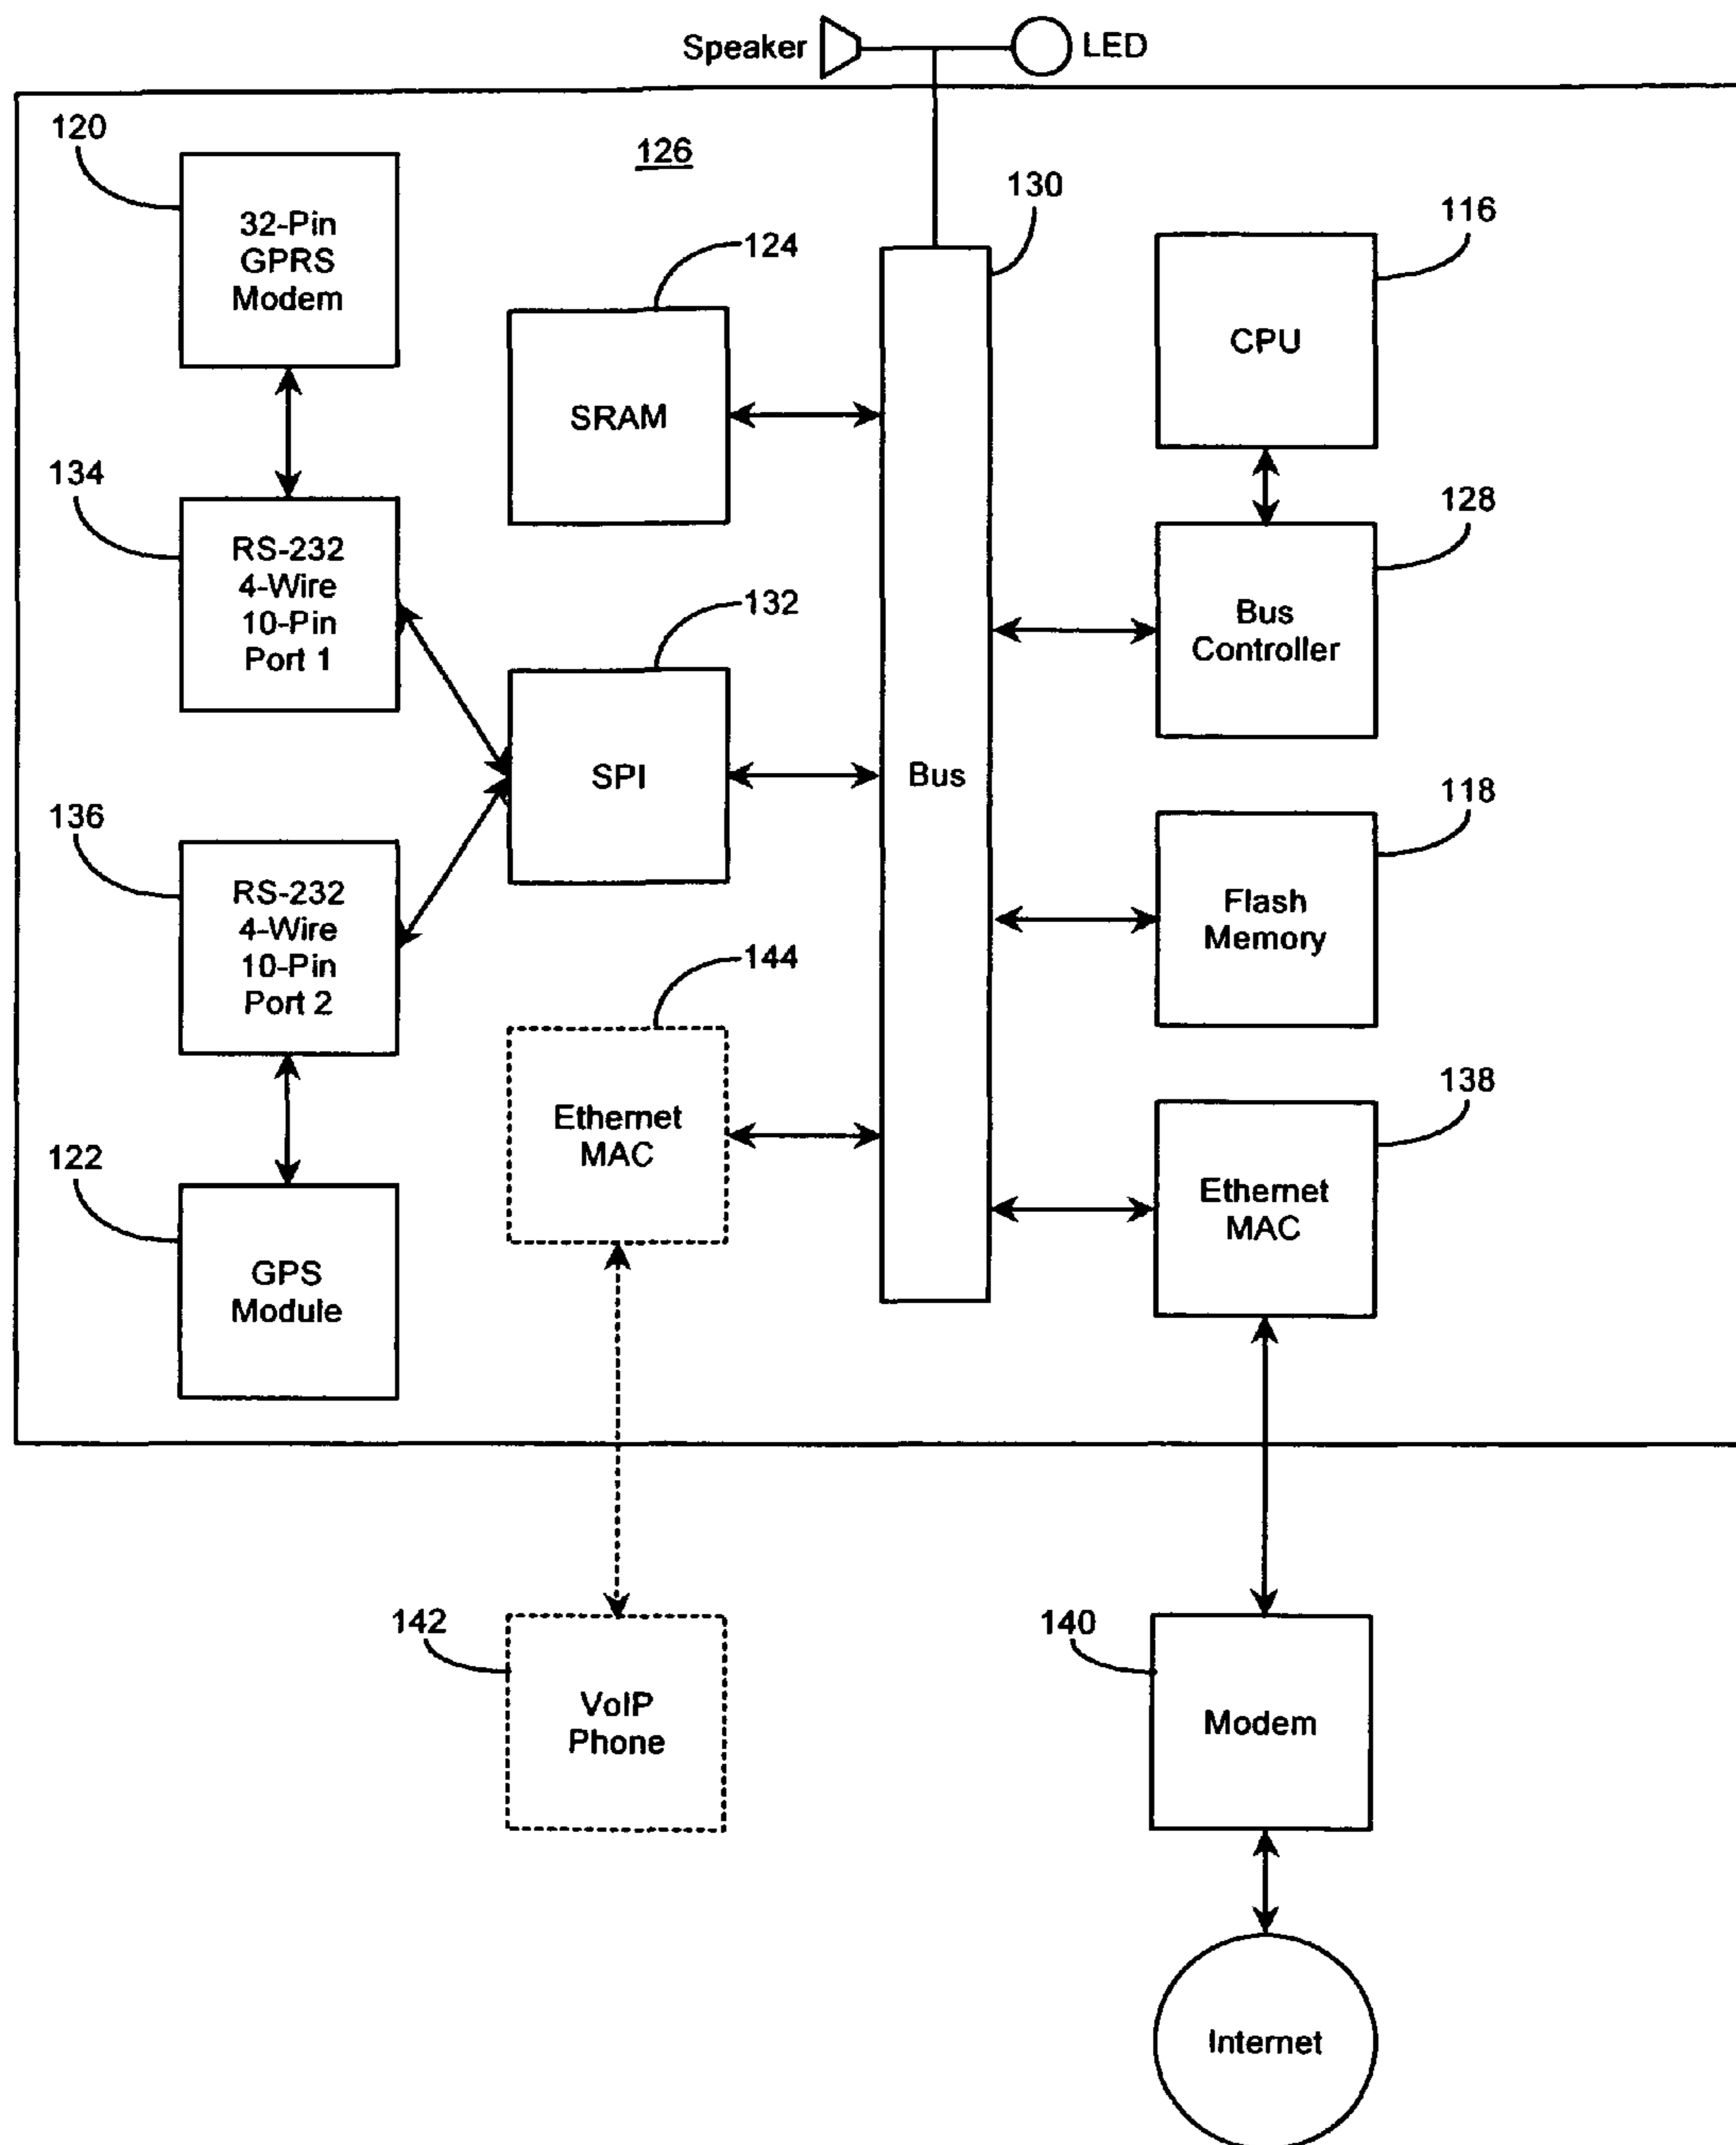 Speaker
LED
120
126
32-Pin
GPRS
Modem
130
116
124
CPU
SRAM
134
128
RS-232
4-Wire
10-Pin
Port 1
132
Bus
Controller
SPI
Bus
136
118
RS-232
4-Wire
10-Pin
Port 2
Flash
Memory
144
138
Ethernet
MAC
122
Ethernet
MAC
GPS
Module
142
140
VoIP
Phone
Modem
Internet